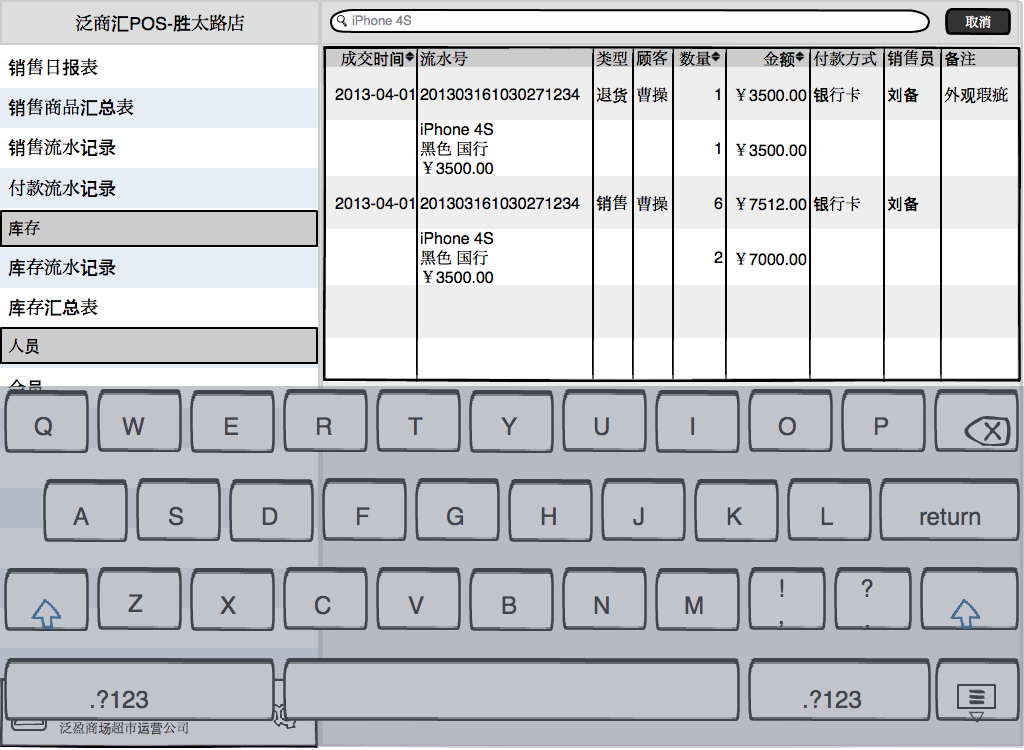 泛商汇POS-胜太路店
销售日报表
销售商品汇总表
销售流水记录
付款流水记录
库存
库存流水记录
库存汇总表
人员
会员
iPhone 4S
取消
成交时间 流水号 类型 顾客 数量 金额 付款方式 销售员 备注
2013-04-01 201303161030271234 退货 曹操 1 ￥3500.00 银行卡 刘备 外观瑕疵
iPhone 4S
黑色 国行 1 ￥3500.00
￥3500.00
2013-04-01 201303161030271234 销售 曹操 6 ￥7512.00 银行卡 刘备
iPhone 4S
黑色 国行 2 ￥7000.00
￥3500.00
Q W E R T Y U I O P
A S D F G H J K L return
Z X C V B N M ! , ? .
.?123 .?123
泛盈商场超市运营公司